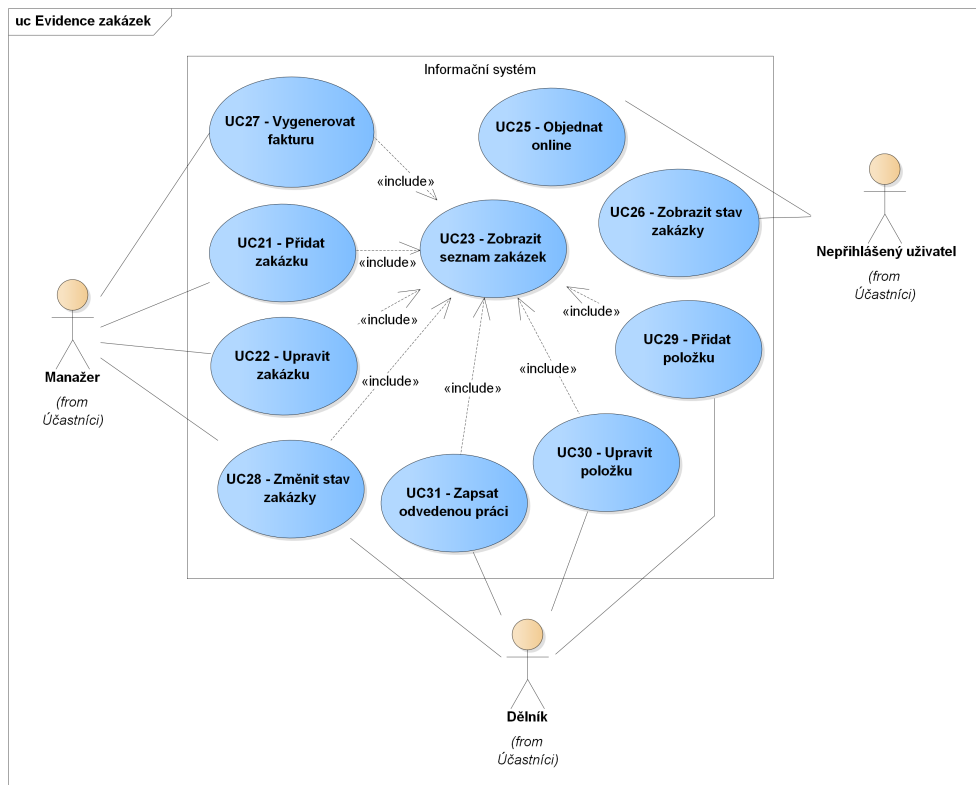 uc Evidence zakázek
Informační systém
UC27 - Vygenerovat
fakturu
UC25 - Objednat
online
«include»
UC26 - Zobrazit stav
zakázky
UC21 - Přidat
zakázku
«include»
UC23 - Zobrazit
seznam zakázek
Nepřihlášený uživatel
(from
Účastníci)
«include»
«include»
UC29 - Přidat
položku
UC22 - Upravit
zakázku
Manažer
(from
Účastníci)
«include»
«include»
«include»
UC30 - Upravit
položku
UC28 - Změnit stav
zakázky
UC31 - Zapsat
odvedenou práci
Dělník
(from
Účastníci)